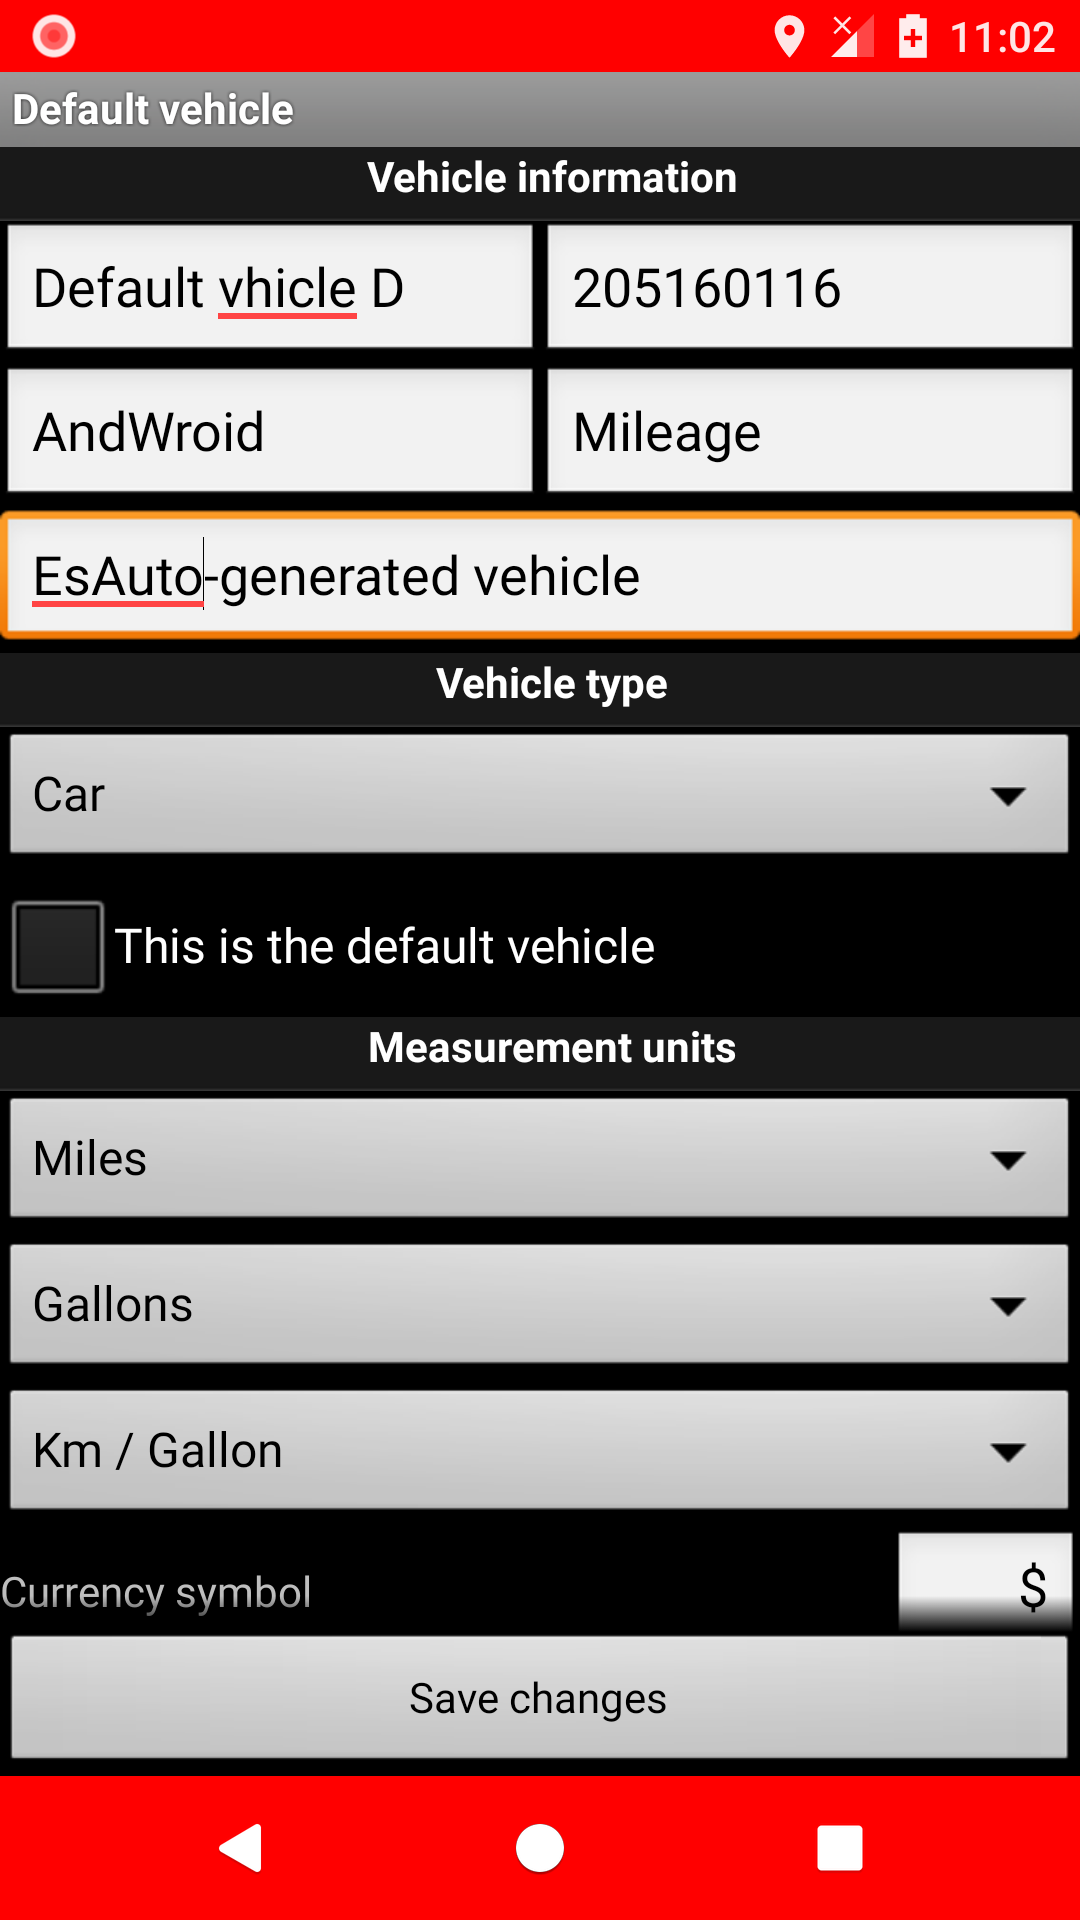 11:02
Default vehicle
Vehicle information
Default vhicle D
205160116
AndWroid
Mileage
EsAuto-generated vehicle
Vehicle type
Car
This is the default vehicle
Measurement units
Miles
Gallons
Km / Gallon
Currency symbol
$
Save changes